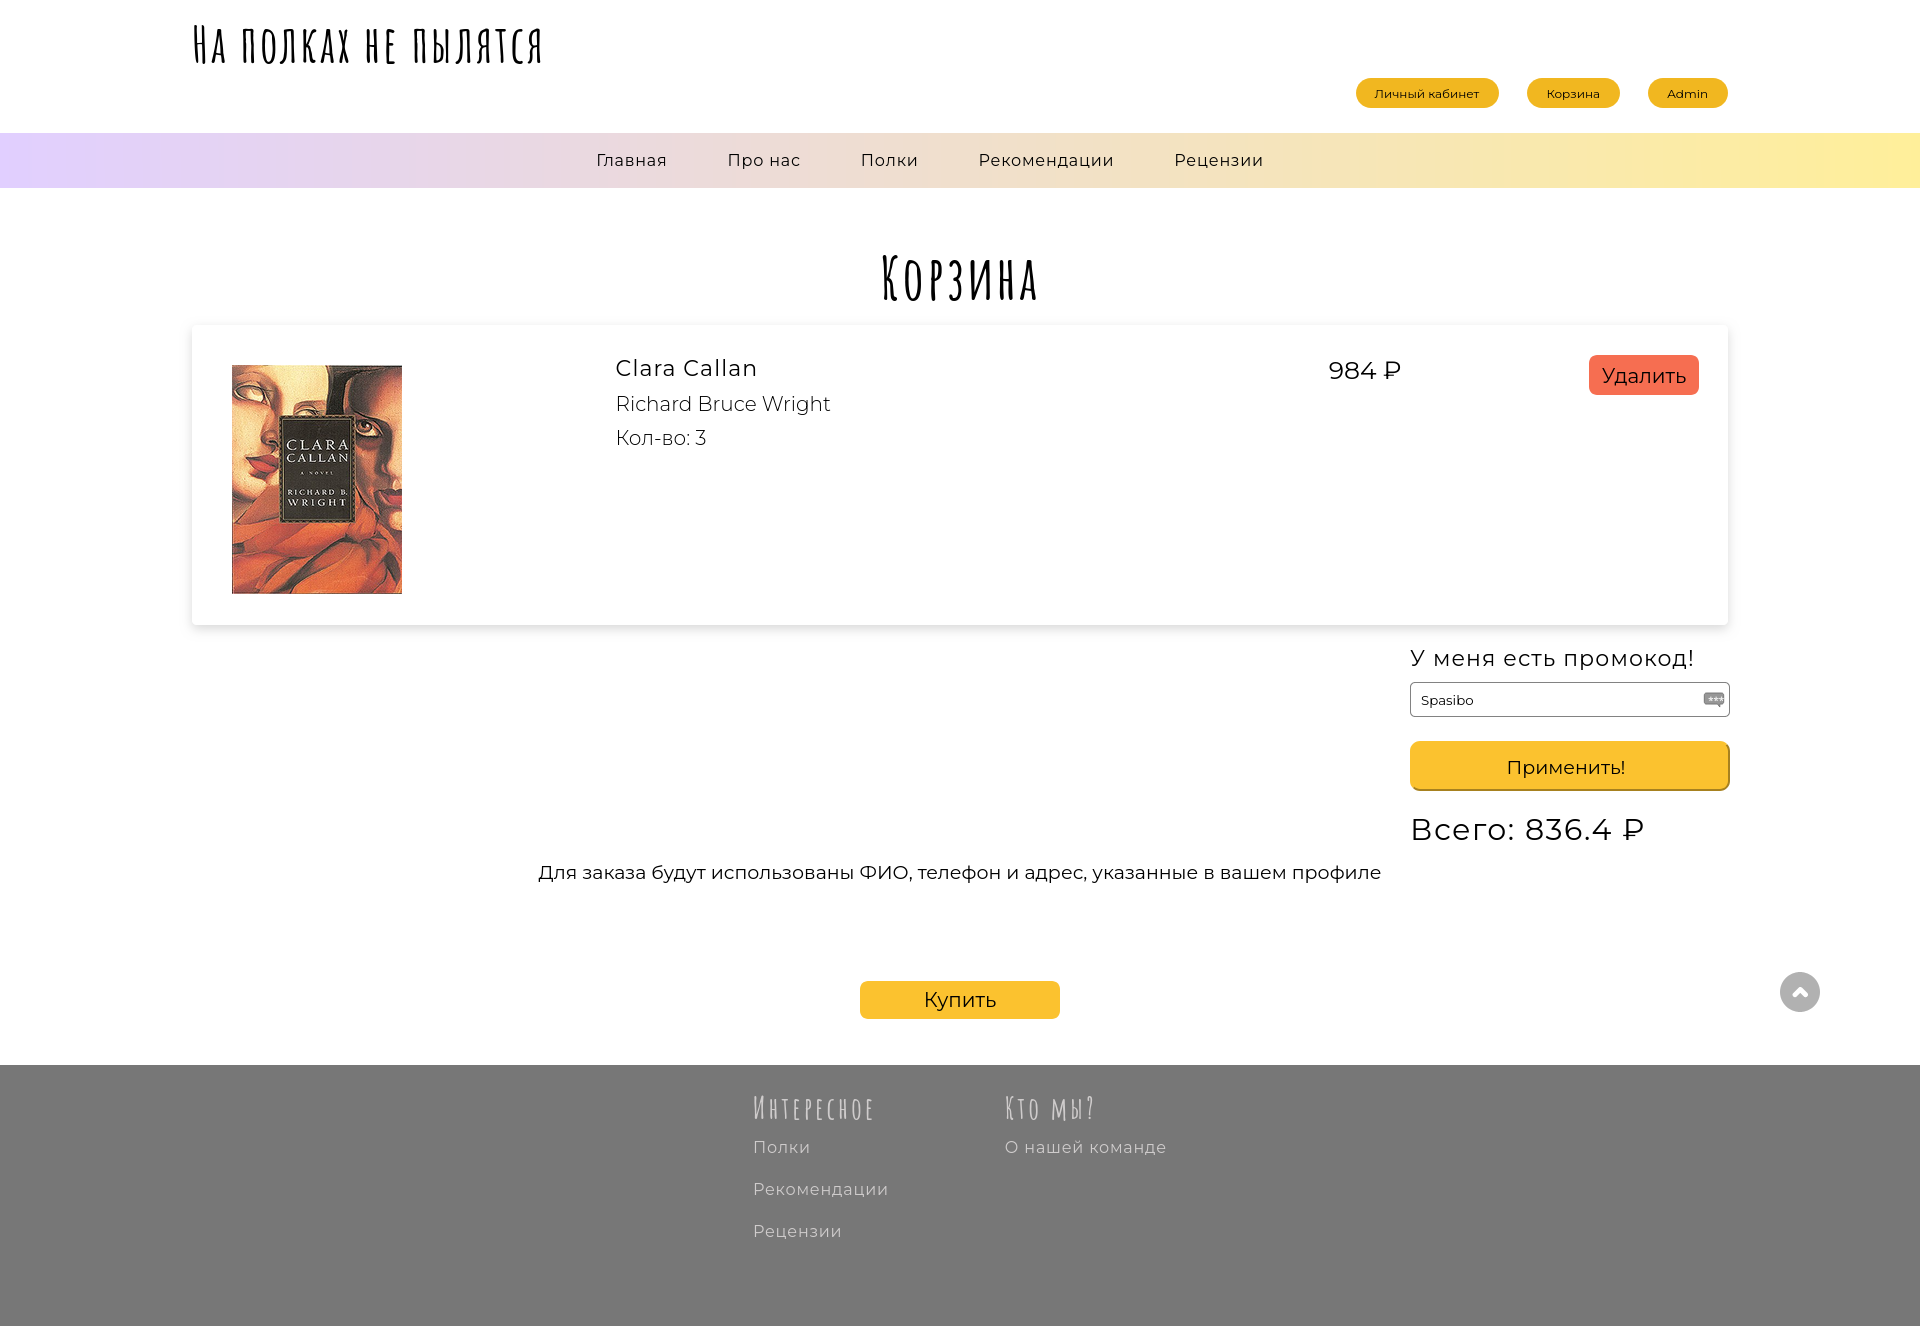 На полках не пылятся
Личный кабинет
Корзина
Admin
Главная
Про нас
Полки
Рекомендации
Рецензии
Корзина
Clara Callan
984 ₽
Удалить
Richard Bruce Wright
Кол-во: 3
CLARA
CALLAN
A NOVEL
RICHARD B.
WRIGHT
У меня есть промокод!
Spasibo
Применить!
Всего: 836.4 ₽
Для заказа будут использованы ФИО, телефон и адрес, указанные в вашем профиле
Купить
Интересное
Полки
Рекомендации
Рецензии
Кто мы?
О нашей команде